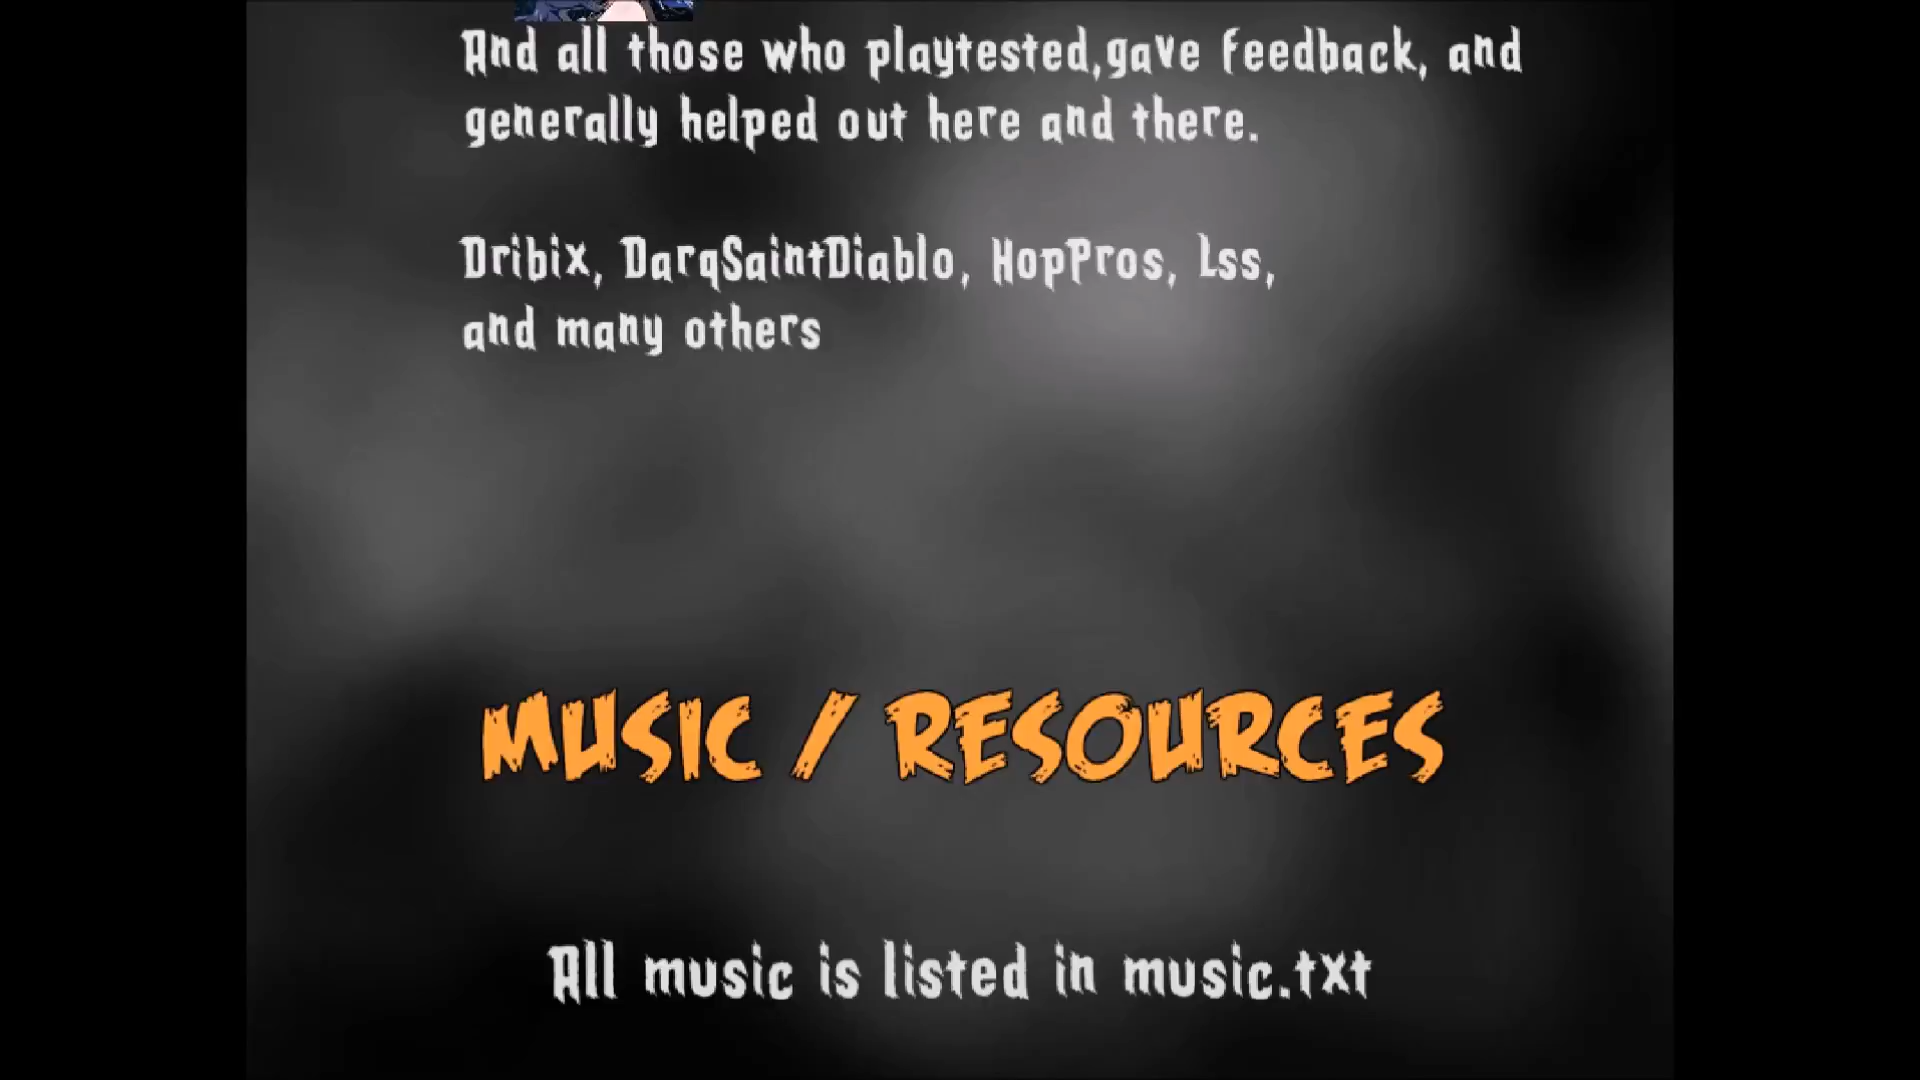 And all those who playtested,gave feedback, and
generally helped out here and there.
Dribix, DarqSaintDiablo, HopPros, Lss,
and many others
MUSIC / RESOURCES
All music is listed in music.txt